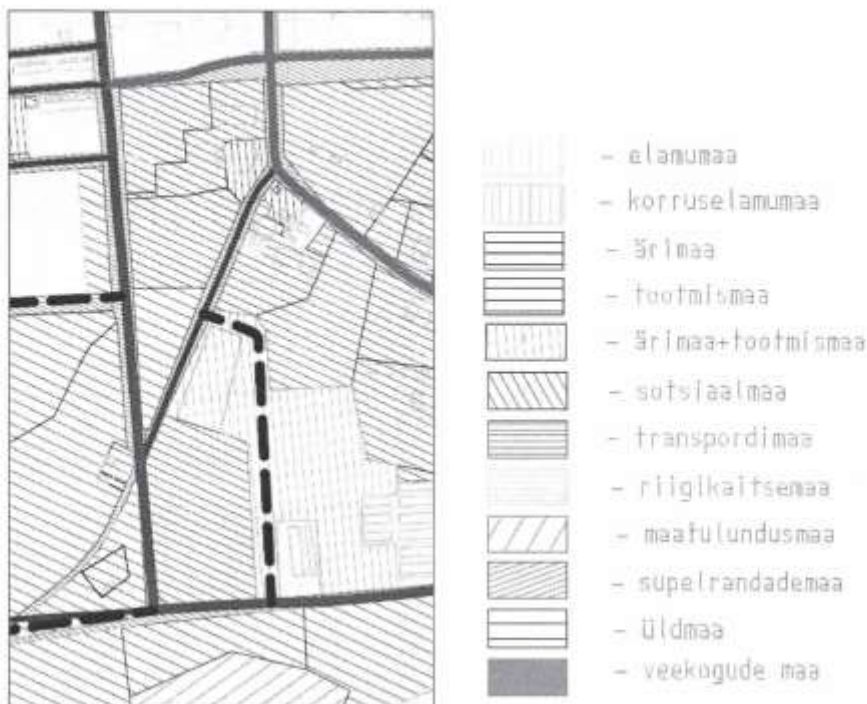 - elamumaa
- korruselamumaa
- ärimaa
- tootmismaa
- ärimaa+tootmismaa
- sotsiaalmaa
- transpordimaa
- riigikaitsemaa
- maatulundusmaa
- supelrandademaa
- üldmaa
- veekogude maa